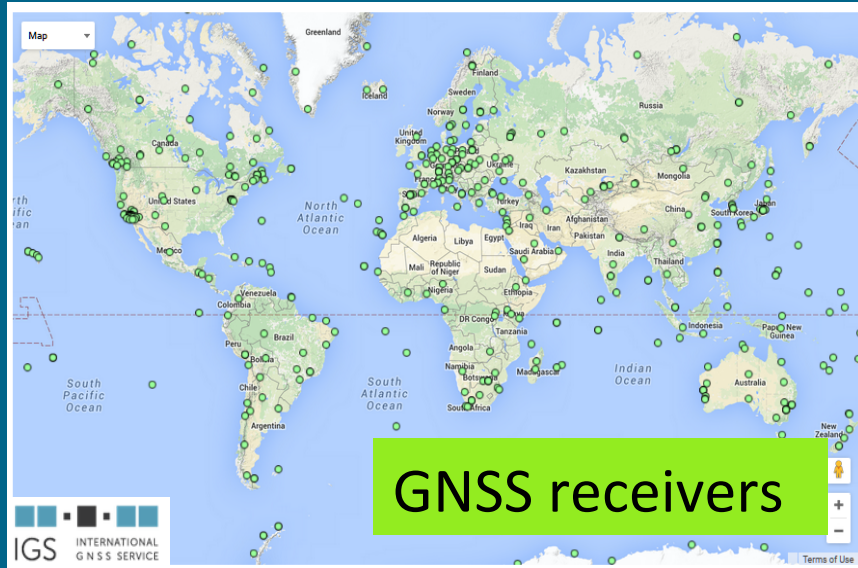 Map
Greenland
Iceland
Finland
Sweden
Norway
Russia
United
Kingdom
Canada
Ukraine
France
Kazakhstan
Mongolia
North
Atlantic
Ocean
United States
Turkey
China
South Korea
Japan
Afghanistan
Iraq
Iran
Pakistan
Algeria
Libya
Egypt
Saudi Arabia
India
Mexico
Mali
Republic
of Niger
Sudan
Thailand
Nigeria
Ethiopia
Venezuela
Colombia
DR Congo
Kenya
Tanzania
Indonesia
Papua New
Guinea
Peru
Brazil
Bolivia
Angola
Namibia
Botswana
Madagascar
South
Pacific
Ocean
Chile
South
Atlantic
Ocean
Indian
Ocean
Australia
South Africa
Argentina
New
Zealand
GNSS receivers
IGS
INTERNATIONAL
GNSS SERVICE
+
−
Terms of Use